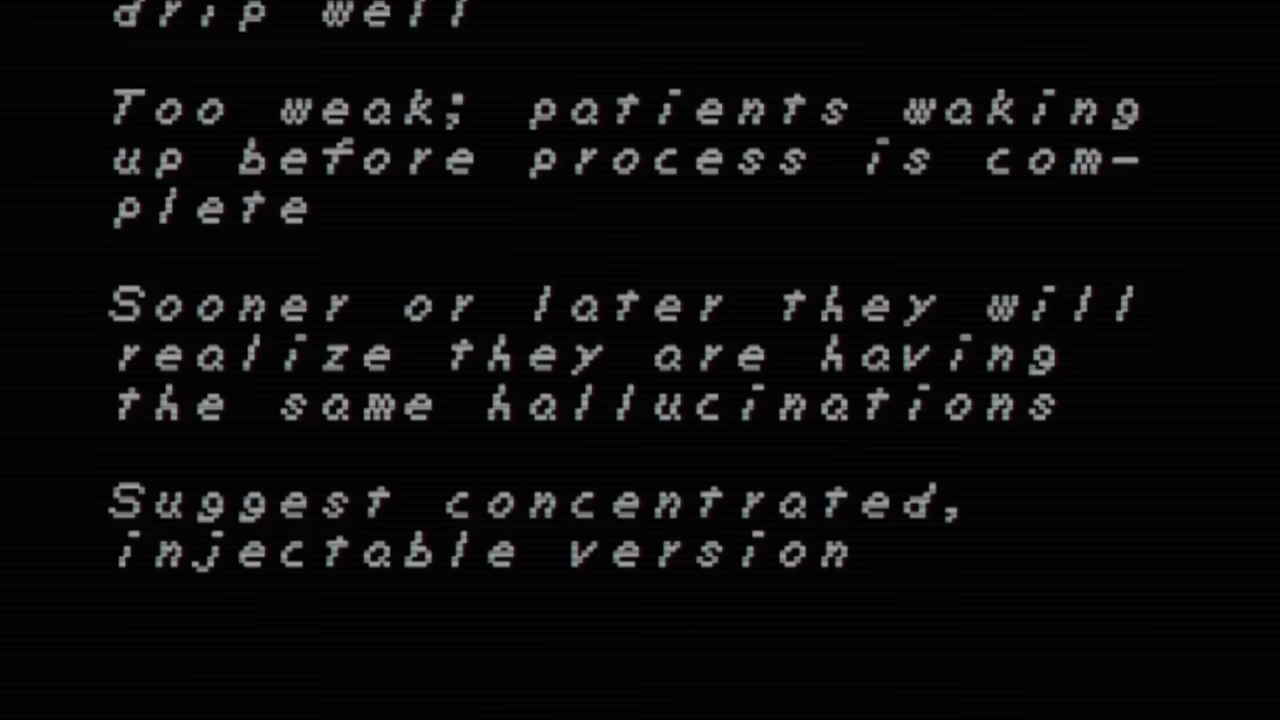 drip well
Too weak; patients waking
up before process is com-
plete
Sooner or later they will
realize they are having
the same hallucinations
Suggest concentrated,
injectable version